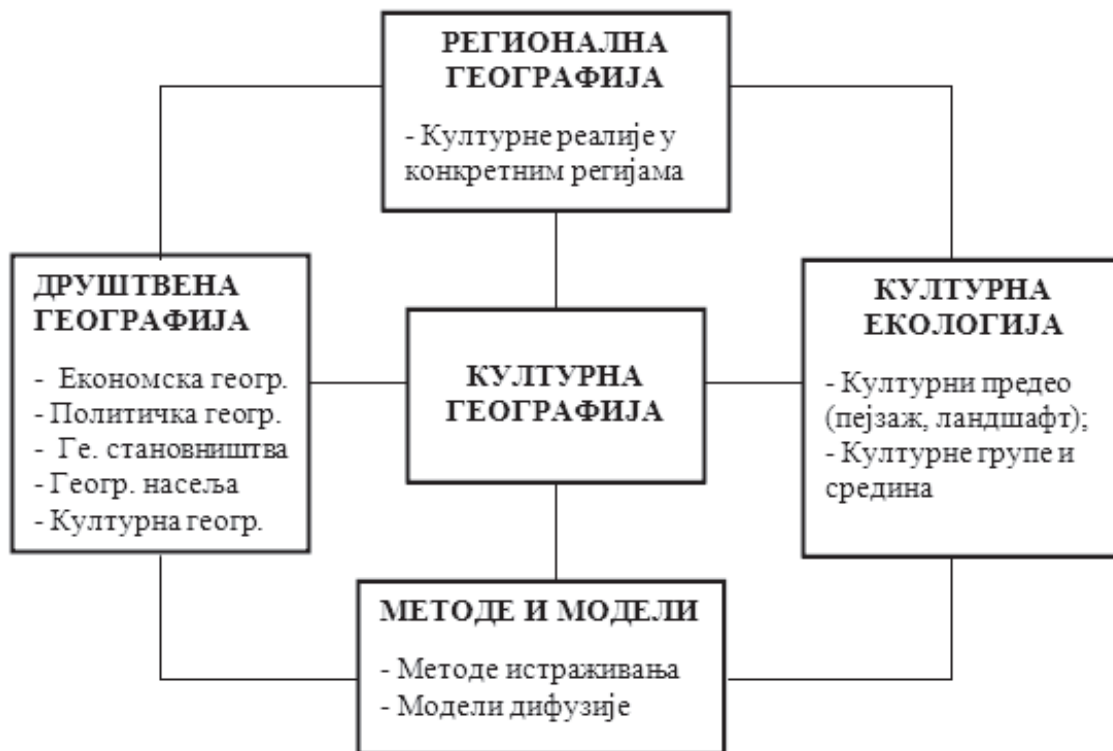 РЕГИОНАЛНА
ГЕОГРАФИЈА
- Културне реалије у
конкретним регијама
ДРУШТВЕНА
ГЕОГРАФИЈА
- Економска геогр.
- Политичка геогр.
- Ге. становништва
- Геогр. насеља
- Културна геогр.
КУЛТУРНА
ГЕОГРАФИЈА
КУЛТУРНА
ЕКОЛОГИЈА
- Културни предео
(пејзаж, ландшафт);
- Културне групе и
средина
МЕТОДЕ И МОДЕЛИ
- Методе истраживања
- Модели дифузије